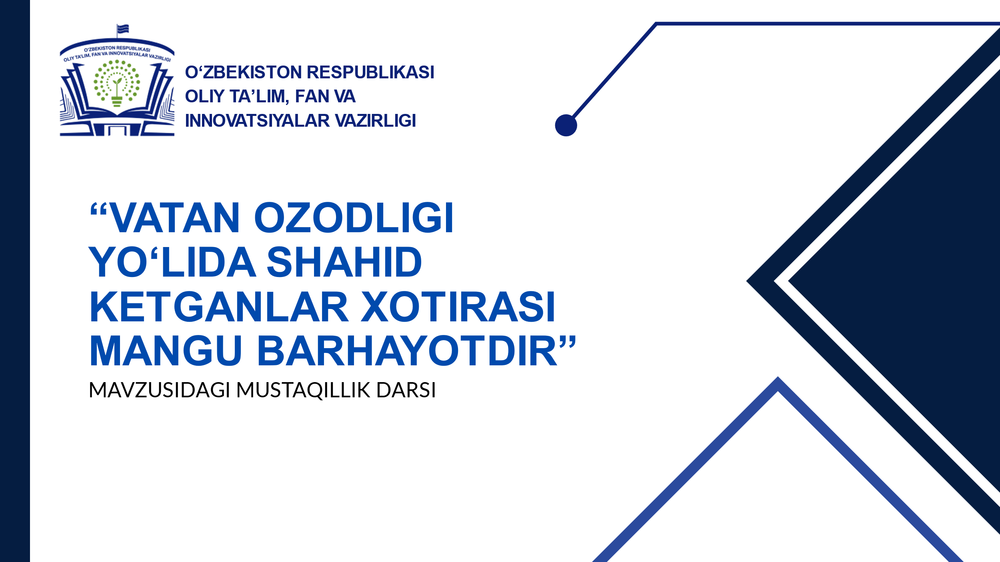 O‘ZBEKISTON RESPUBLIKASI
OLIY TA’LIM, FAN VA INNOVATSIYALAR VAZIRLIGI
O‘ZBEKISTON RESPUBLIKASI
OLIY TA’LIM, FAN VA
INNOVATSIYALAR VAZIRLIGI
“VATAN OZODLIGI
YO‘LIDA SHAHID
KETGANLAR XOTIRASI
MANGU BARHAYOTDIR”
MAVZUSIDAGI MUSTAQILLIK DARSI